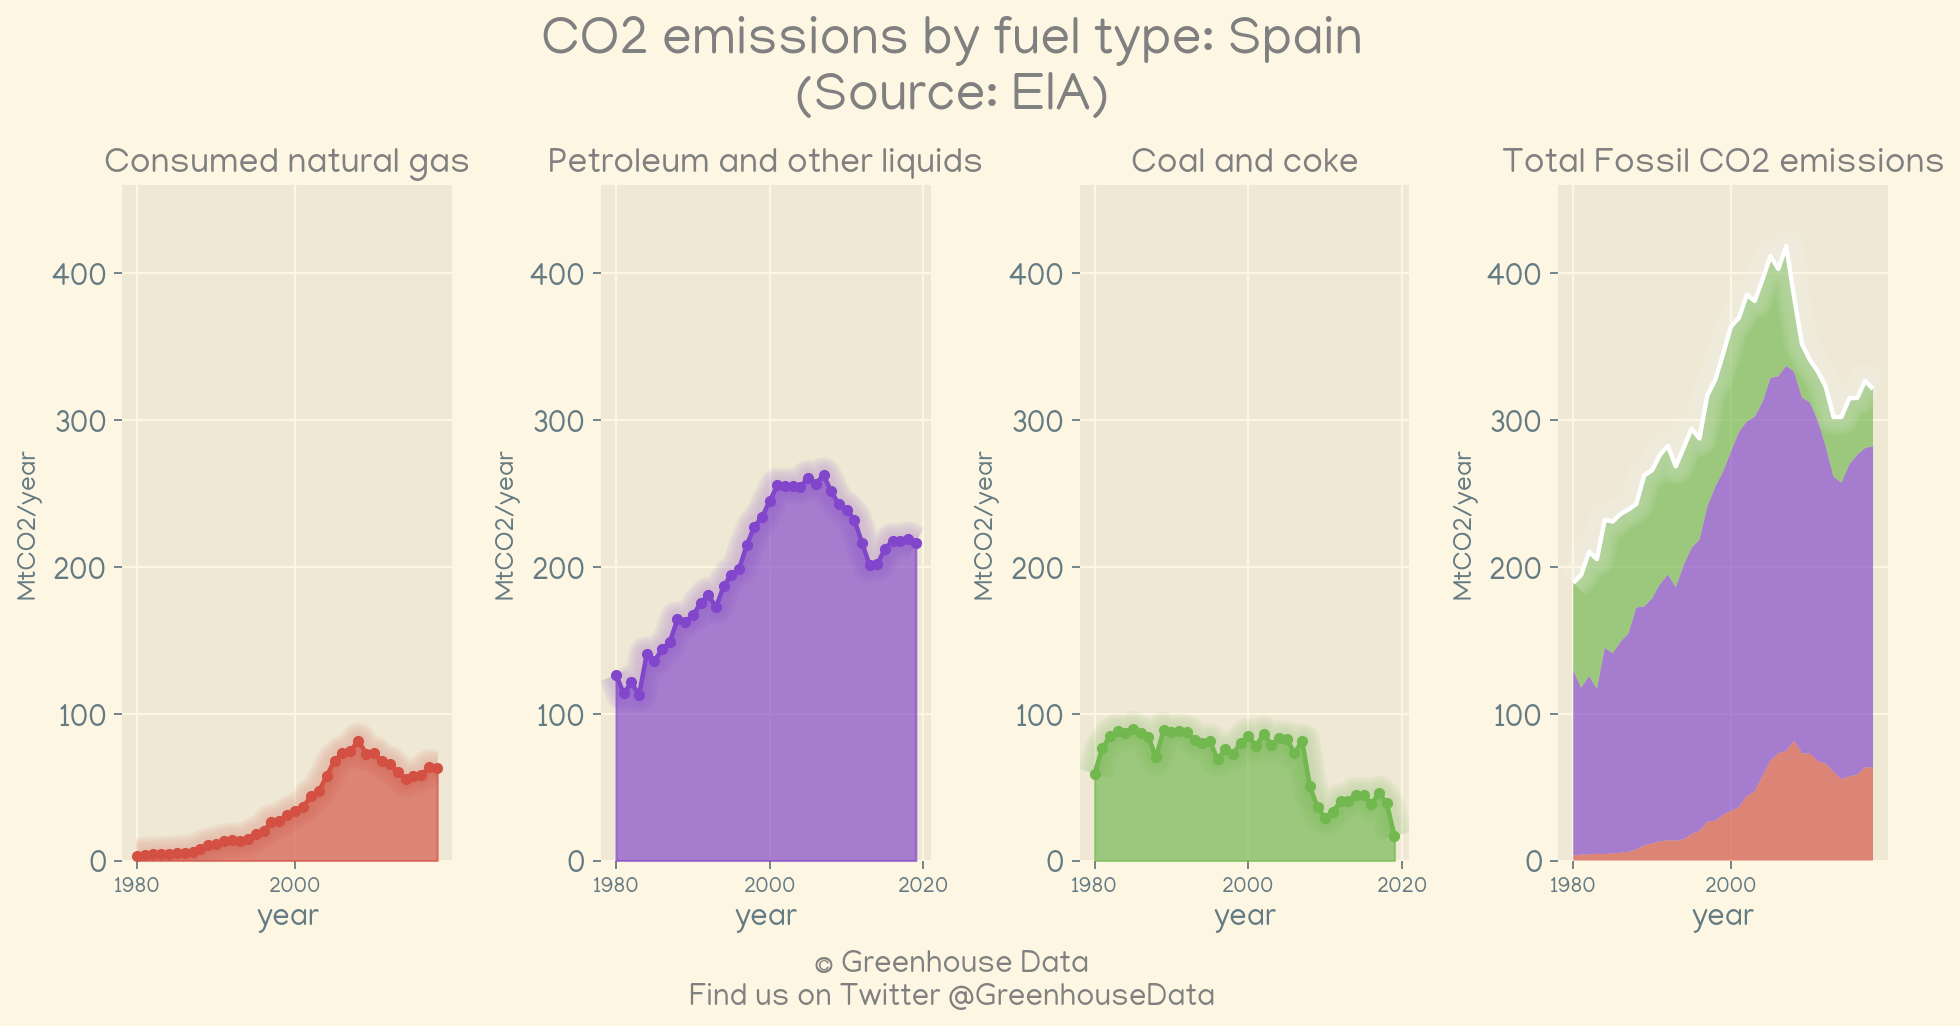 CO2 emissions by fuel type: Spain
(Source: EIA)
Consumed natural gas
Petroleum and other liquids
Coal and coke
Total Fossil CO2 emissions
MtCO2/year
400
300
200
100
0
1980
2000
year
MtCO2/year
400
300
200
100
0
1980
2000
2020
year
MtCO2/year
400
300
200
100
0
1980
2000
2020
year
MtCO2/year
400
300
200
100
0
1980
2000
year
© Greenhouse Data
Find us on Twitter @GreenhouseData